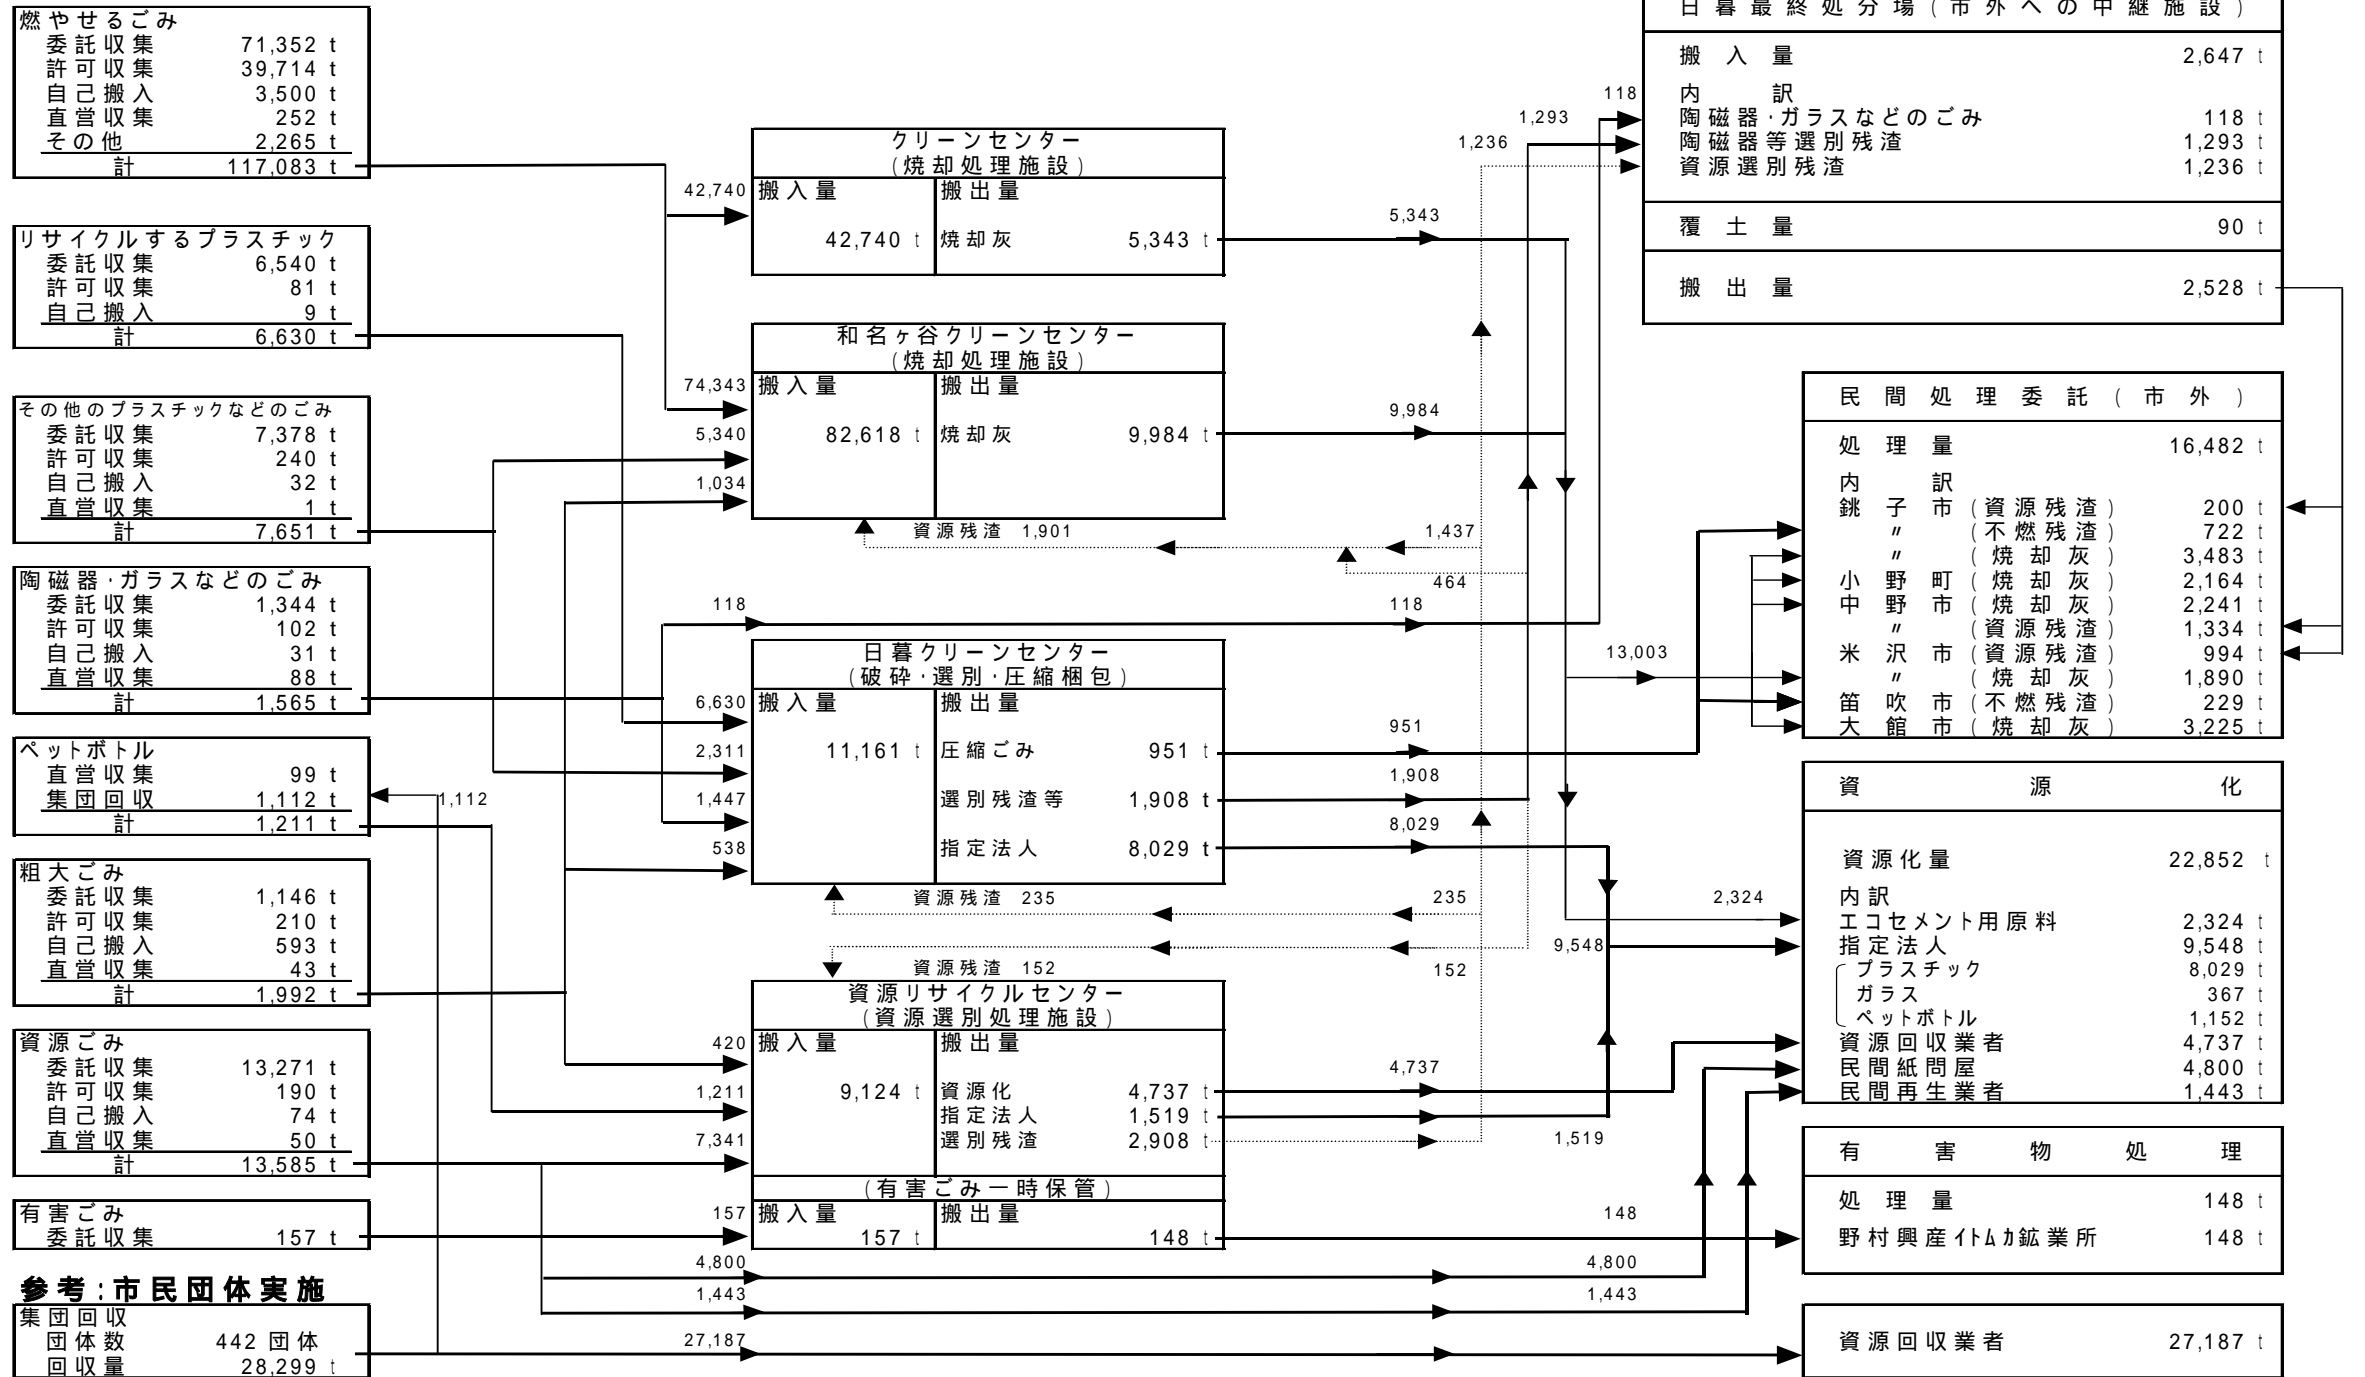 燃やせるごみ
委託収集 71,352 t
許可収集 39,714 t
自己搬入 3,500 t
直営収集 252 t
その他 2,265 t
計 117,083 t
リサイクルするプラスチック
委託収集 6,540 t
許可収集 81 t
自己搬入 9 t
計 6,630 t
その他のプラスチックなどのごみ
委託収集 7,378 t
許可収集 240 t
自己搬入 32 t
直営収集 1 t
計 7,651 t
陶磁器・ガラスなどのごみ
委託収集 1,344 t
許可収集 102 t
自己搬入 31 t
直営収集 88 t
計 1,565 t
ペットボトル
直営収集 99 t
集団回収 1,112 t
計 1,211 t
1,112
粗大ごみ
委託収集 1,146 t
許可収集 210 t
自己搬入 593 t
直営収集 43 t
計 1,992 t
資源ごみ
委託収集 13,271 t
許可収集 190 t
自己搬入 74 t
直営収集 50 t
計 13,585 t
有害ごみ
委託収集 157 t
参考:市民団体実施
集団回収
団体数 442 団体
回収量 28,299 t
42,740
クリーンセンター
(焼却処理施設)
搬入量 搬出量
42,740 t 焼却灰 5,343 t
5,343
74,343
5,340
1,034
和名ヶ谷クリーンセンター
(焼却処理施設)
搬入量 搬出量
82,618 t 焼却灰 9,984 t
9,984
資源残渣 1,901
1,437
464
118
118
6,630
2,311
1,447
538
日暮クリーンセンター
(破砕・選別・圧縮梱包)
搬入量 搬出量
11,161 t 圧縮ごみ 951 t
選別残渣等 1,908 t
指定法人 8,029 t
951
1,908
8,029
資源残渣 235
235
資源残渣 152
152
420
1,211
7,341
資源リサイクルセンター
(資源選別処理施設)
搬入量 搬出量
9,124 t 資源化 4,737 t
指定法人 1,519 t
選別残渣 2,908 t
4,737
1,519
157
(有害ごみ一時保管)
搬入量 搬出量
157 t 148 t
148
4,800
4,800
1,443
1,443
27,187
118
1,293
1,236
13,003
2,324
9,548
日暮最終処分場(市外への中継施設)
搬入量 2,647 t
内訳
陶磁器・ガラスなどのごみ 118 t
陶磁器等選別残渣 1,293 t
資源選別残渣 1,236 t
覆土量 90 t
搬出量 2,528 t
民間処理委託(市外)
処理量 16,482 t
内訳
銚子市(資源残渣) 200 t
〃 (不燃残渣) 722 t
〃 (焼却灰) 3,483 t
小野町(焼却灰) 2,164 t
中野市(焼却灰) 2,241 t
〃 (資源残渣) 1,334 t
米沢市(資源残渣) 994 t
〃 (焼却灰) 1,890 t
笛吹市(不燃残渣) 229 t
大館市(焼却灰) 3,225 t
資源化
資源化量 22,852 t
内訳
エコセメント用原料 2,324 t
指定法人 9,548 t
プラスチック 8,029 t
ガラス 367 t
ペットボトル 1,152 t
資源回収業者 4,737 t
民間紙問屋 4,800 t
民間再生業者 1,443 t
有害物処理
処理量 148 t
野村興産ｲﾄﾑｶ鉱業所 148 t
資源回収業者 27,187 t